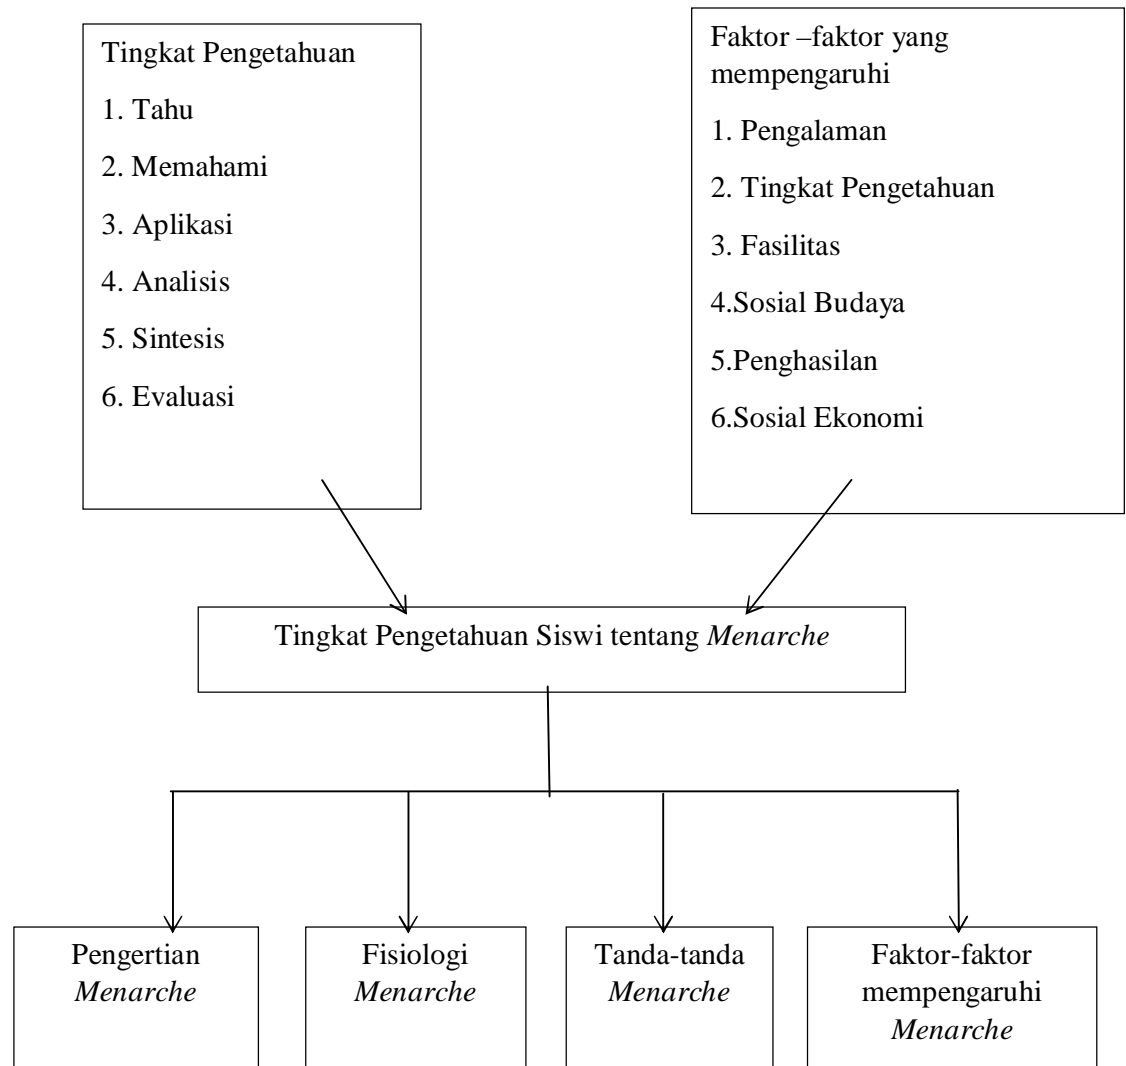 Tingkat Pengetahuan
1. Tahu
2. Memahami
3. Aplikasi
4. Analisis
5. Sintesis
6. Evaluasi
Faktor –faktor yang
mempengaruhi
1. Pengalaman
2. Tingkat Pengetahuan
3. Fasilitas
4.Sosial Budaya
5.Penghasilan
6.Sosial Ekonomi
Tingkat Pengetahuan Siswi tentang Menarche
Pengertian
Menarche
Fisiologi
Menarche
Tanda-tanda
Menarche
Faktor-faktor
mempengaruhi
Menarche